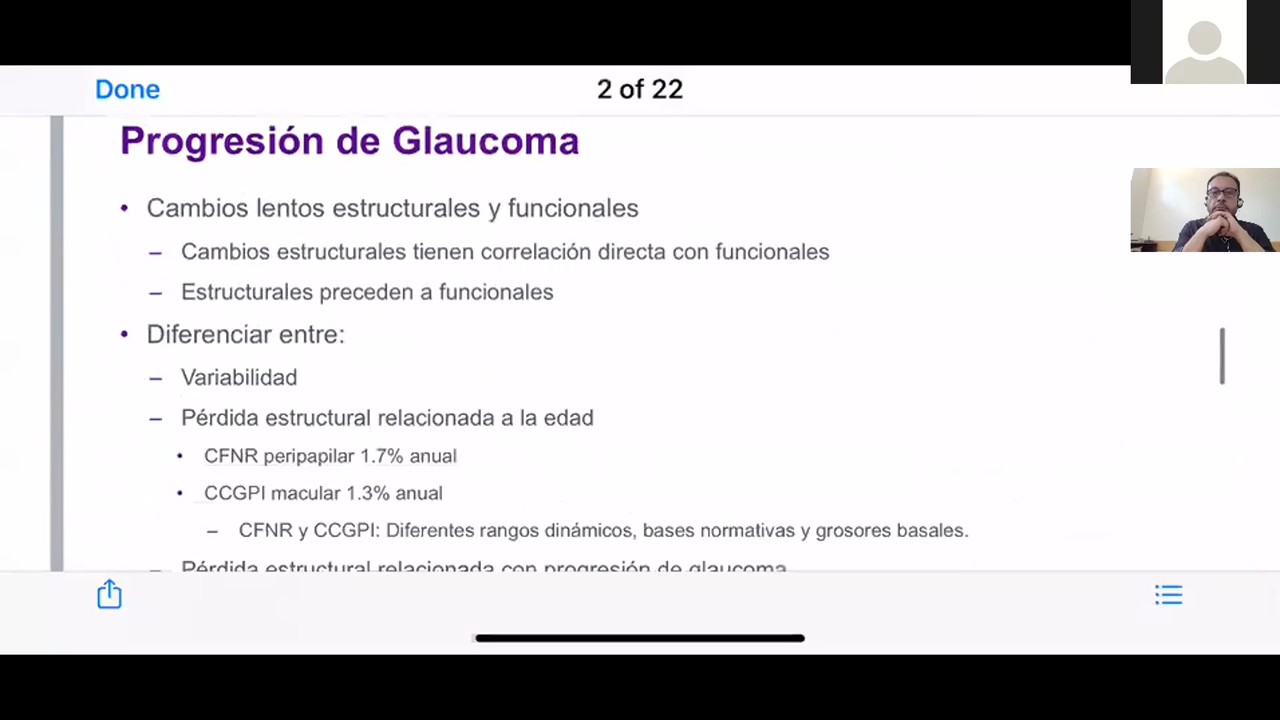 Done
2 of 22
Progresión de Glaucoma
• Cambios lentos estructurales y funcionales
– Cambios estructurales tienen correlación directa con funcionales
– Estructurales preceden a funcionales
• Diferenciar entre:
– Variabilidad
– Pérdida estructural relacionada a la edad
• CFNR peripapilar 1.7% anual
• CCGPI macular 1.3% anual
– CFNR y CCGPI: Diferentes rangos dinámicos, bases normativas y grosores basales.
– Pérdida estructural relacionada con progresión de glaucoma